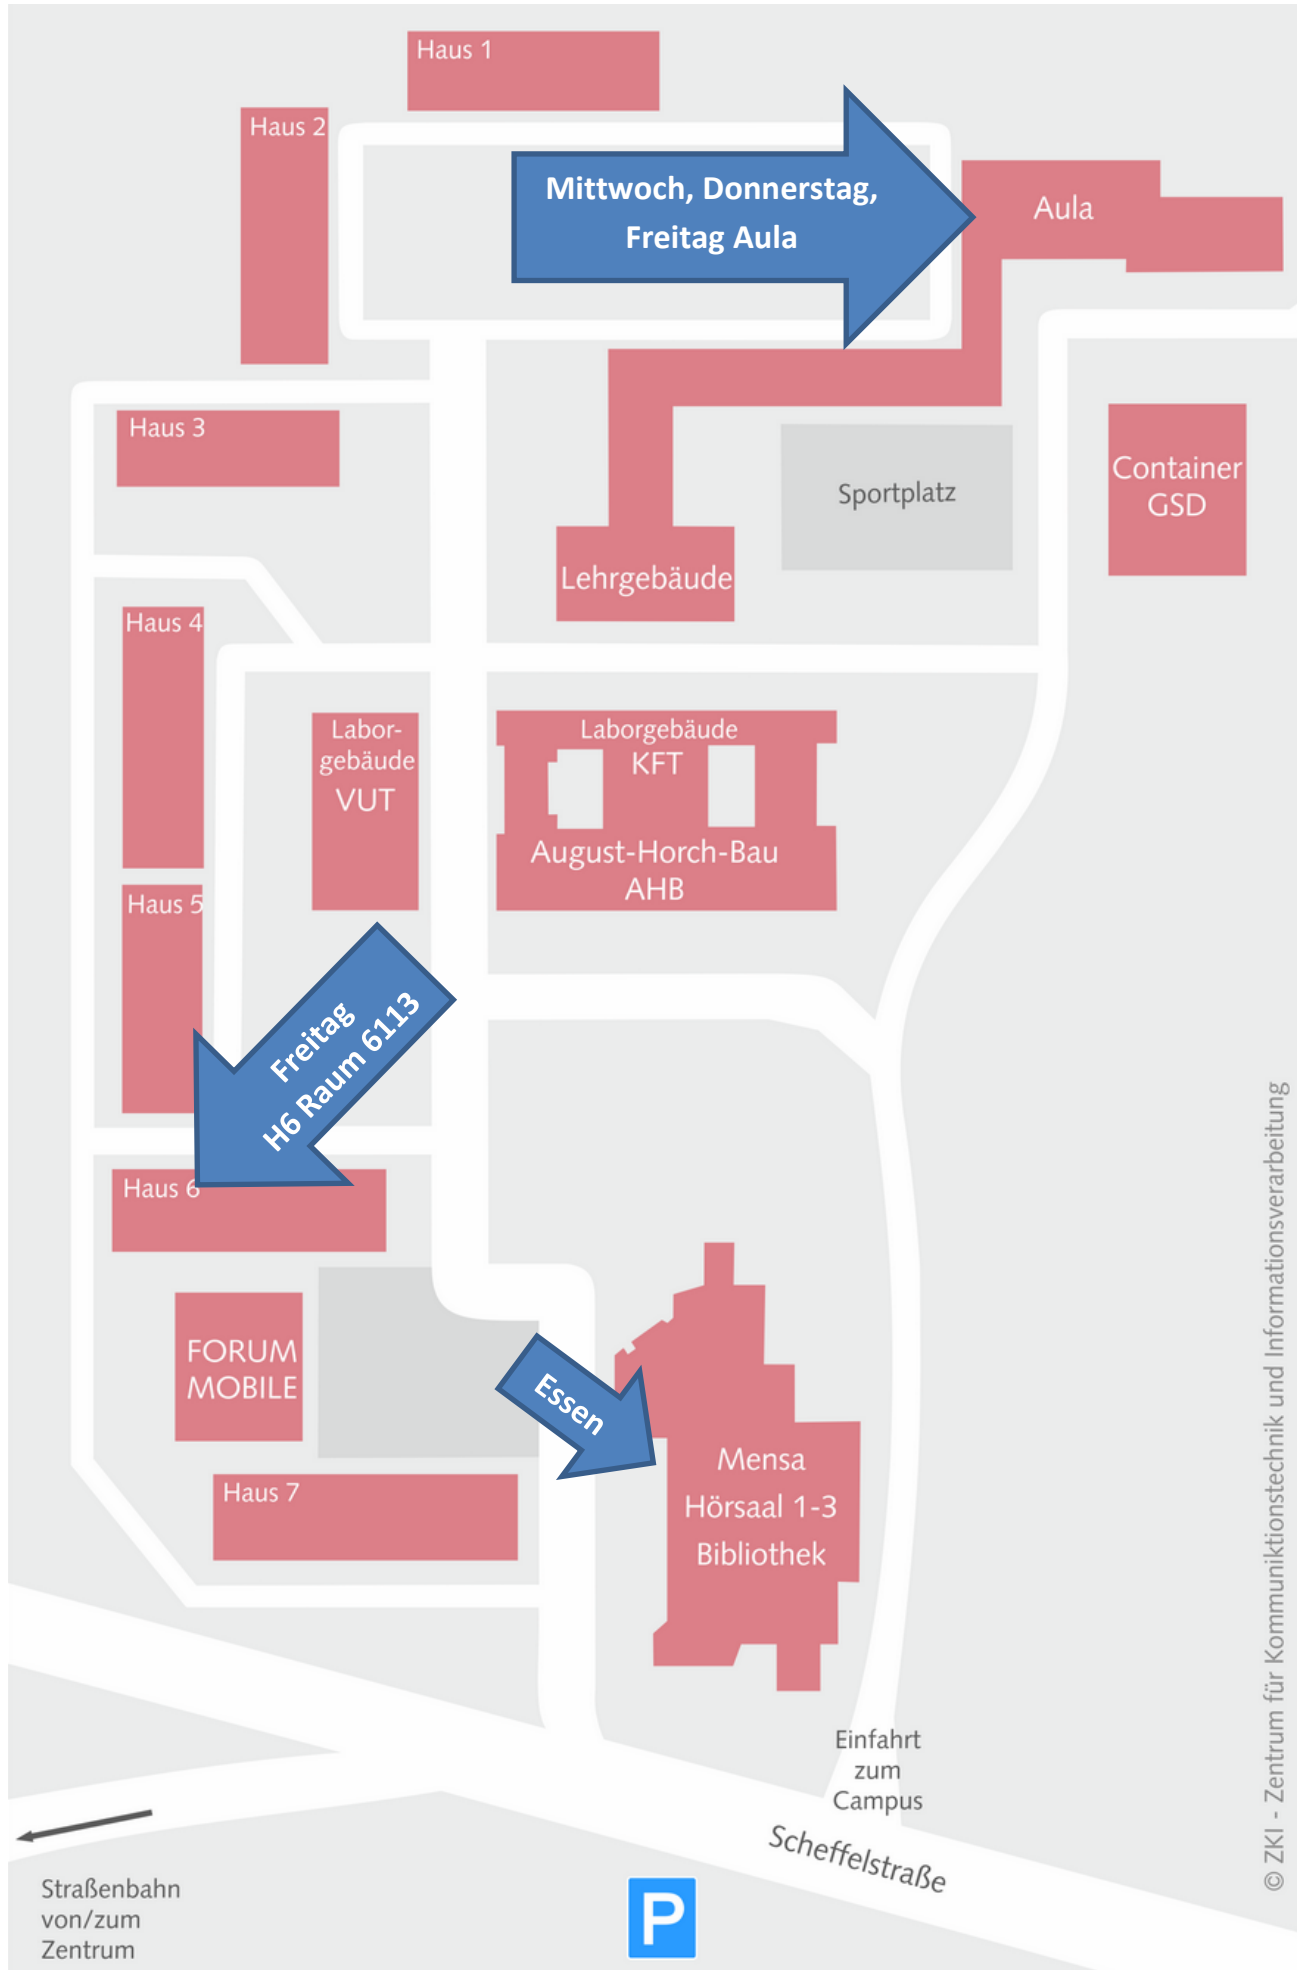 Haus 1
Haus 2
Mittwoch, Donnerstag,
Freitag Aula
Aula
Haus 3
Sportplatz
Container
GSD
Lehrgebäude
Haus 4
Labor-
gebäude
VUT
Laborgebäude
KFT
August-Horch-Bau
AHB
Haus 5
Freitag
H6 Raum 6113
Haus 6
FORUM
MOBILE
Essen
Mensa
Hörsaal 1-3
Bibliothek
Haus 7
Einfahrt
zum
Campus
Scheffelstraße
Straßenbahn
von/zum
Zentrum
P
© ZKI - Zentrum für Kommuniktionstechnik und Informationsverarbeitung